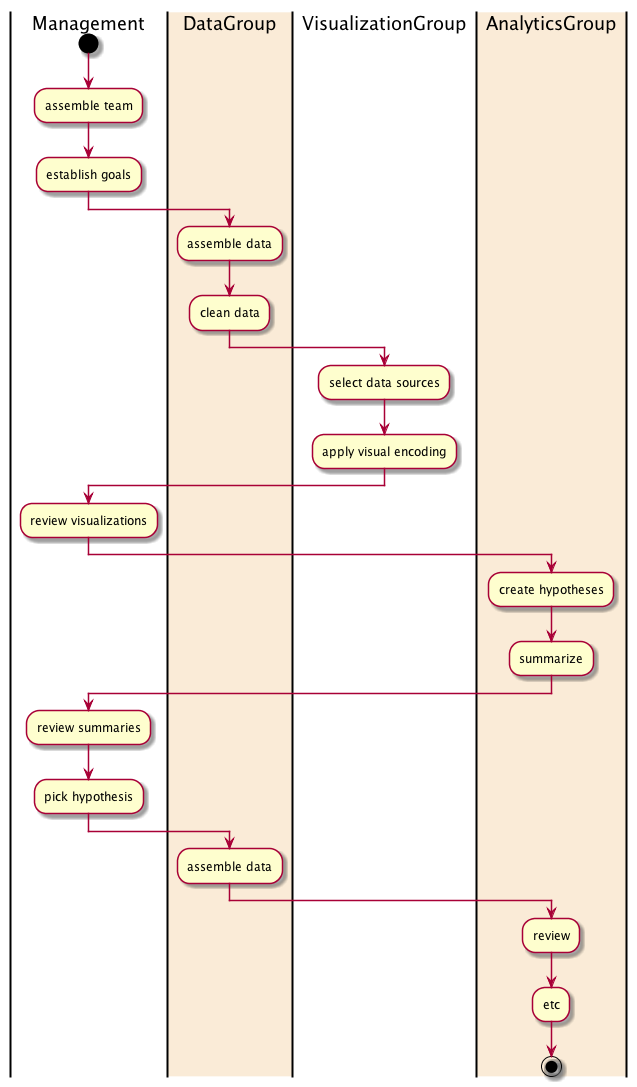 Management DataGroup VisualizationGroup AnalyticsGroup
assemble team
establish goals
assemble data
clean data
select data sources
apply visual encoding
review visualizations
create hypotheses
summarize
review summaries
pick hypothesis
assemble data
review
etc